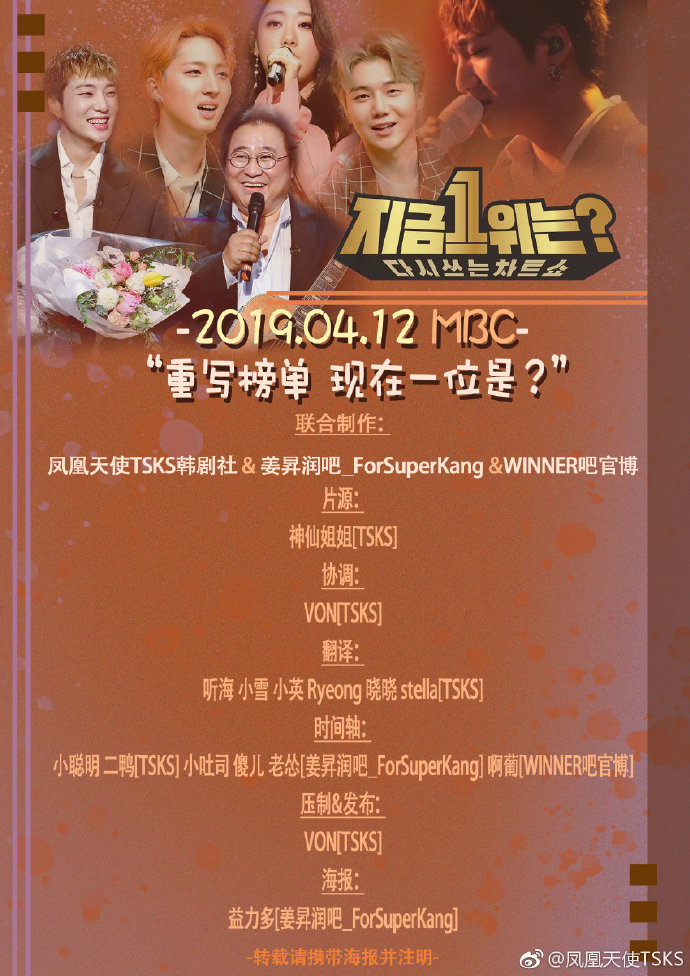 지금1위는?
다시쓰는차트쇼
-2019.04.12 MBC-
“重写榜单 现在一位是？”
联合制作：
凤凰天使TSKS韩剧社 & 姜昇润吧_ForSuperKang &WINNER吧官博
片源：
神仙姐姐[TSKS]
协调：
VON[TSKS]
翻译：
听海 小雪 小英 Ryeong 晓晓 stella[TSKS]
时间轴：
小聪明 二鸭[TSKS] 小吐司 傻儿 老怂[姜昇润吧_ForSuperKang] 啊葡[WINNER吧官博]
压制&发布：
VON[TSKS]
海报：
益力多[姜昇润吧_ForSuperKang]
-转载请携带海报并注明-
@凤凰天使TSKS